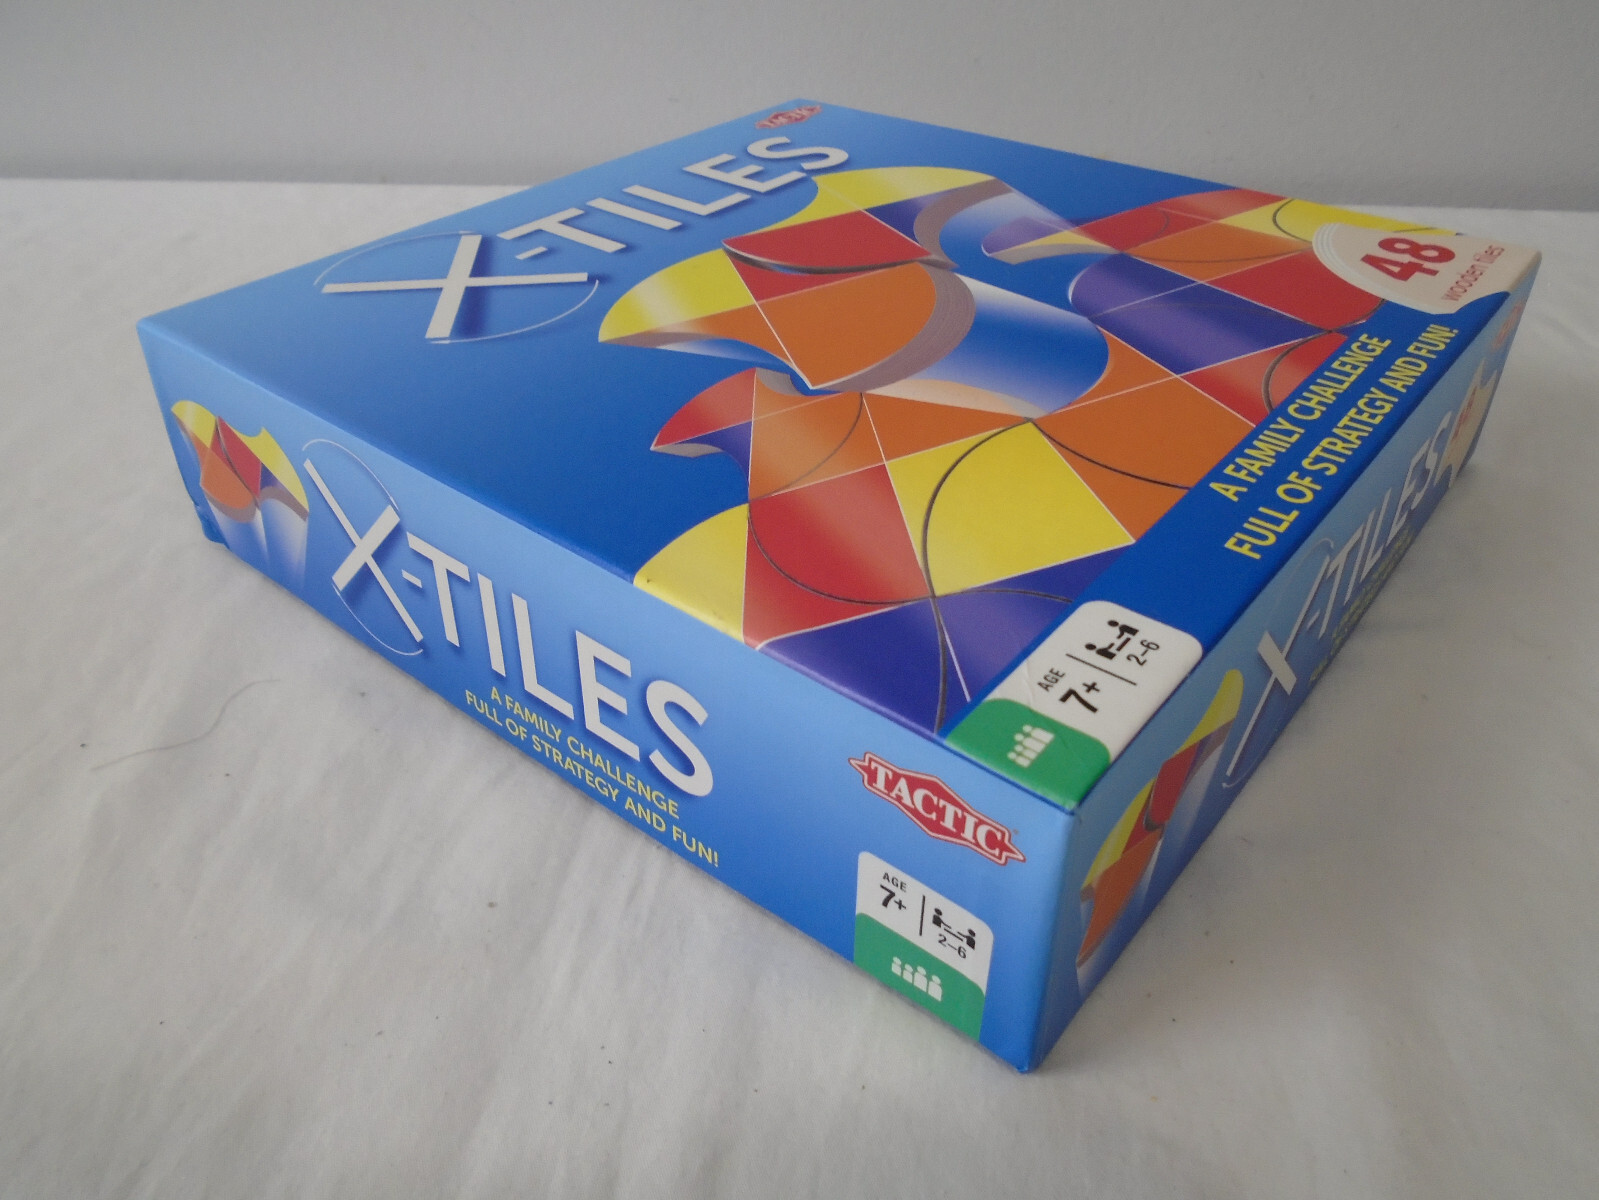 TACTIC
X-TILES
48
wooden tiles
A FAMILY CHALLENGE
FULL OF STRATEGY AND FUN!
AGE
7+
2-6
X-TILES
A FAMILY CHALLENGE
FULL OF STRATEGY AND FUN!
TACTIC
AGE
7+
2-6
X-TILES